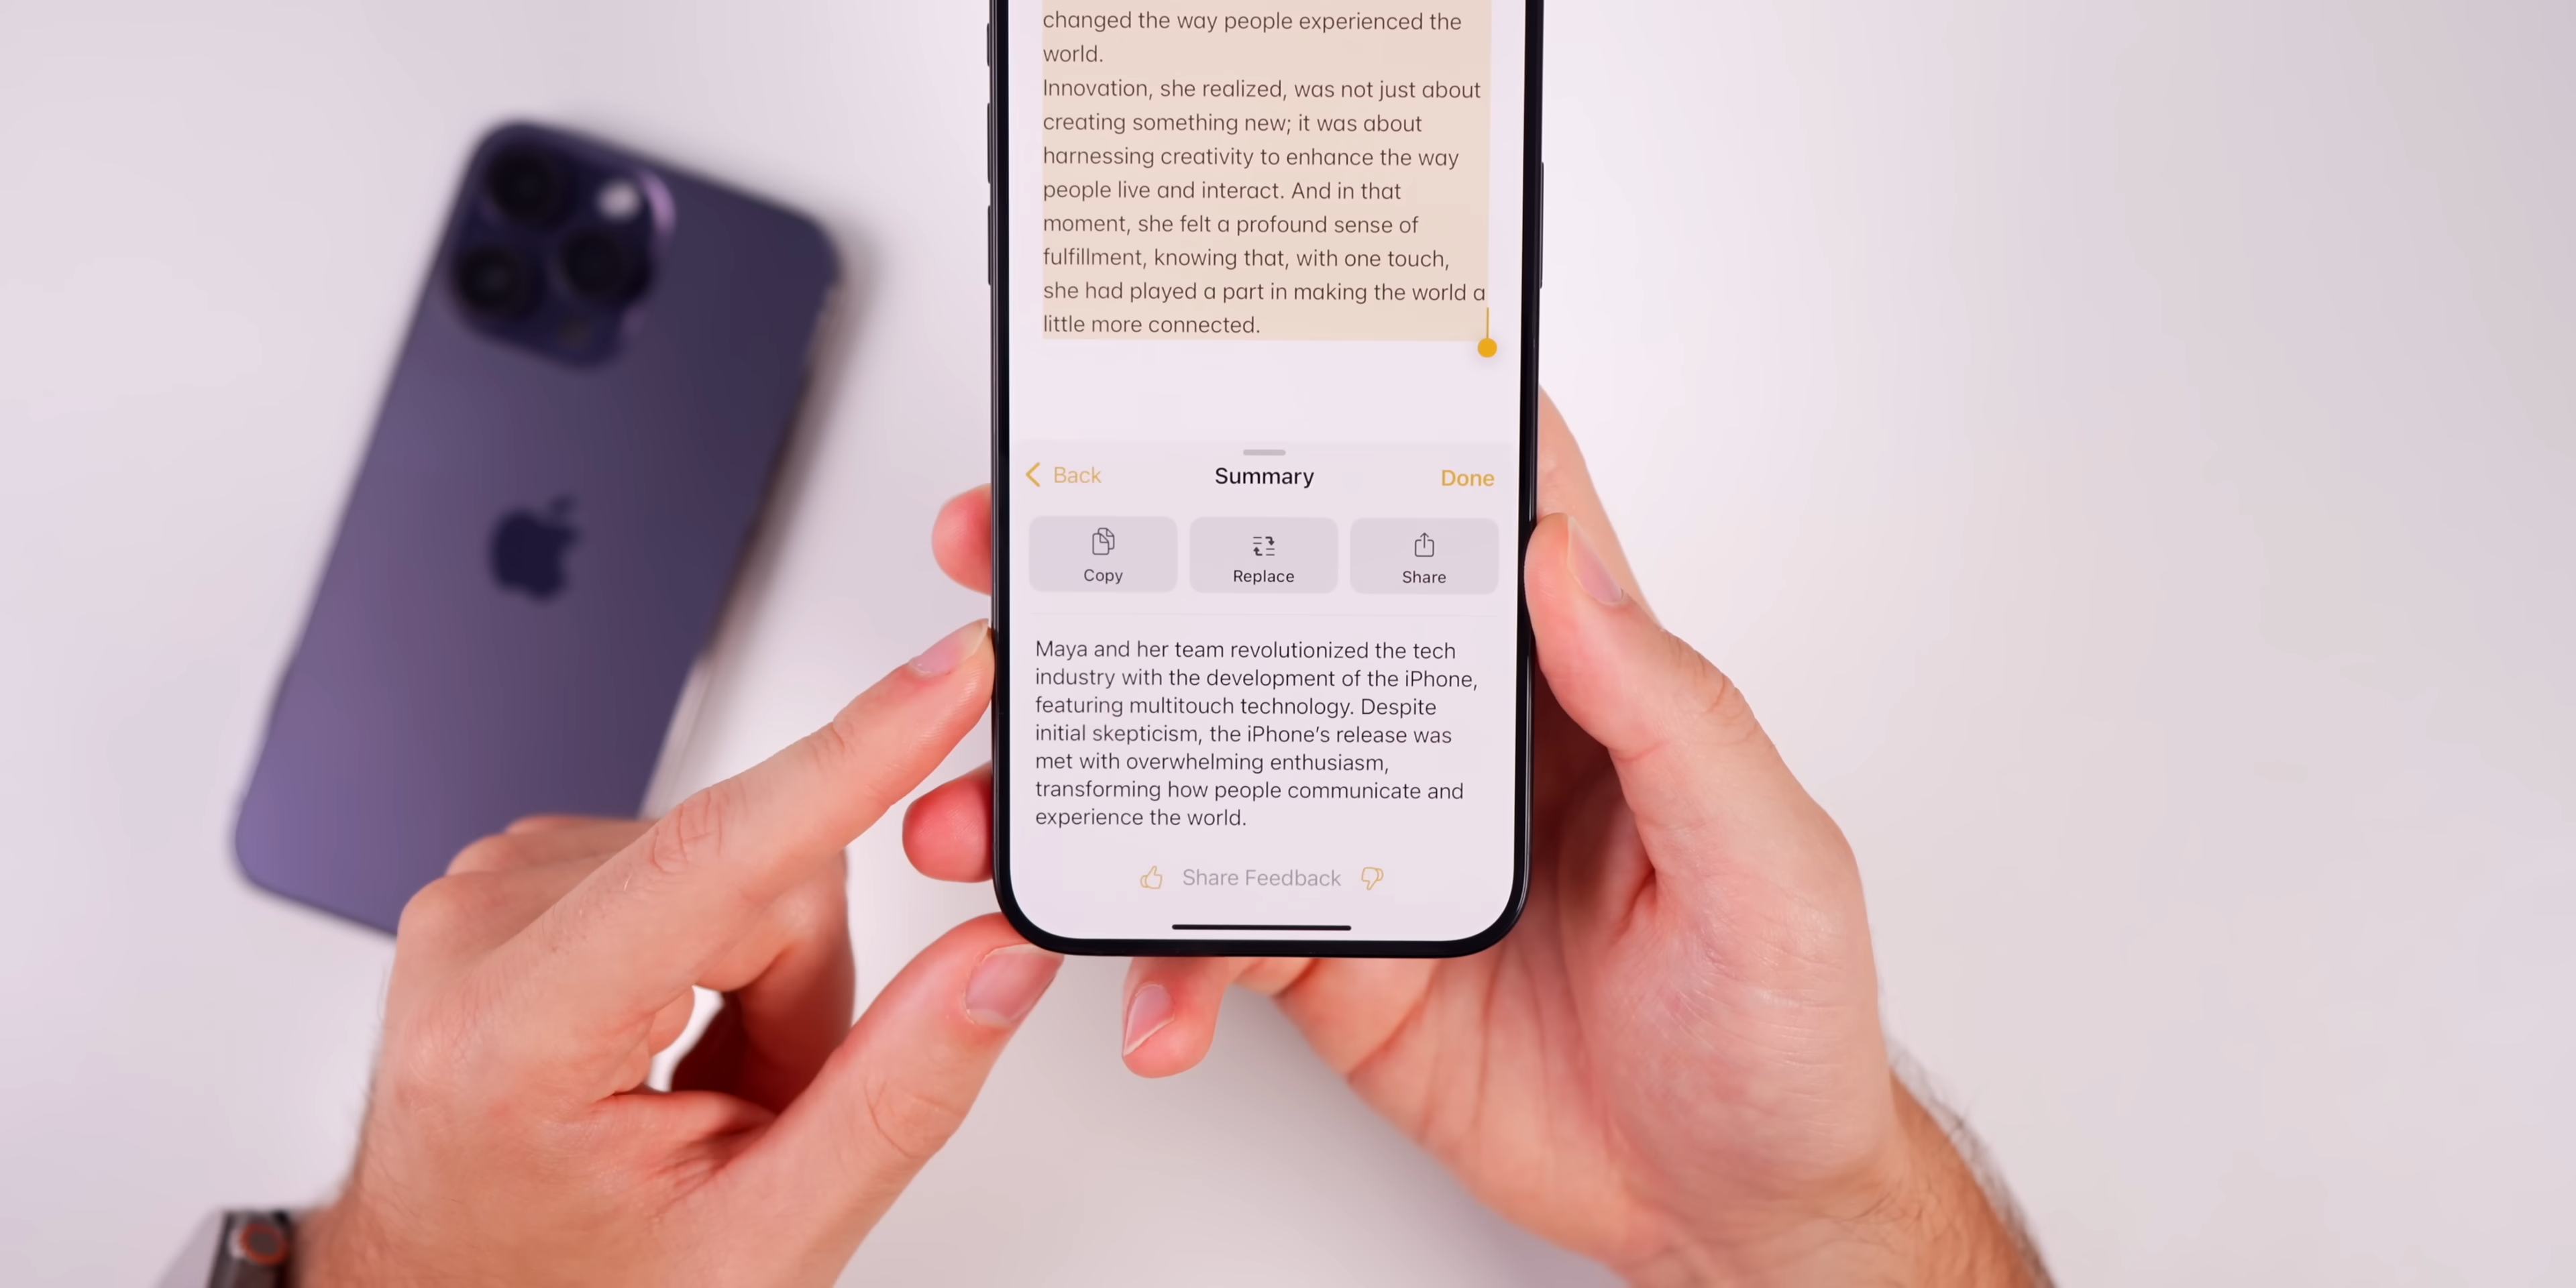 changed the way people experienced the
world.
Innovation, she realized, was not just about
creating something new; it was about
harnessing creativity to enhance the way
people live and interact. And in that
moment, she felt a profound sense of
fulfillment, knowing that, with one touch,
she had played a part in making the world a
little more connected.
Back Summary Done
Copy Replace Share
Maya and her team revolutionized the tech
industry with the development of the iPhone,
featuring multitouch technology. Despite
initial skepticism, the iPhone’s release was
met with overwhelming enthusiasm,
transforming how people communicate and
experience the world.
Share Feedback